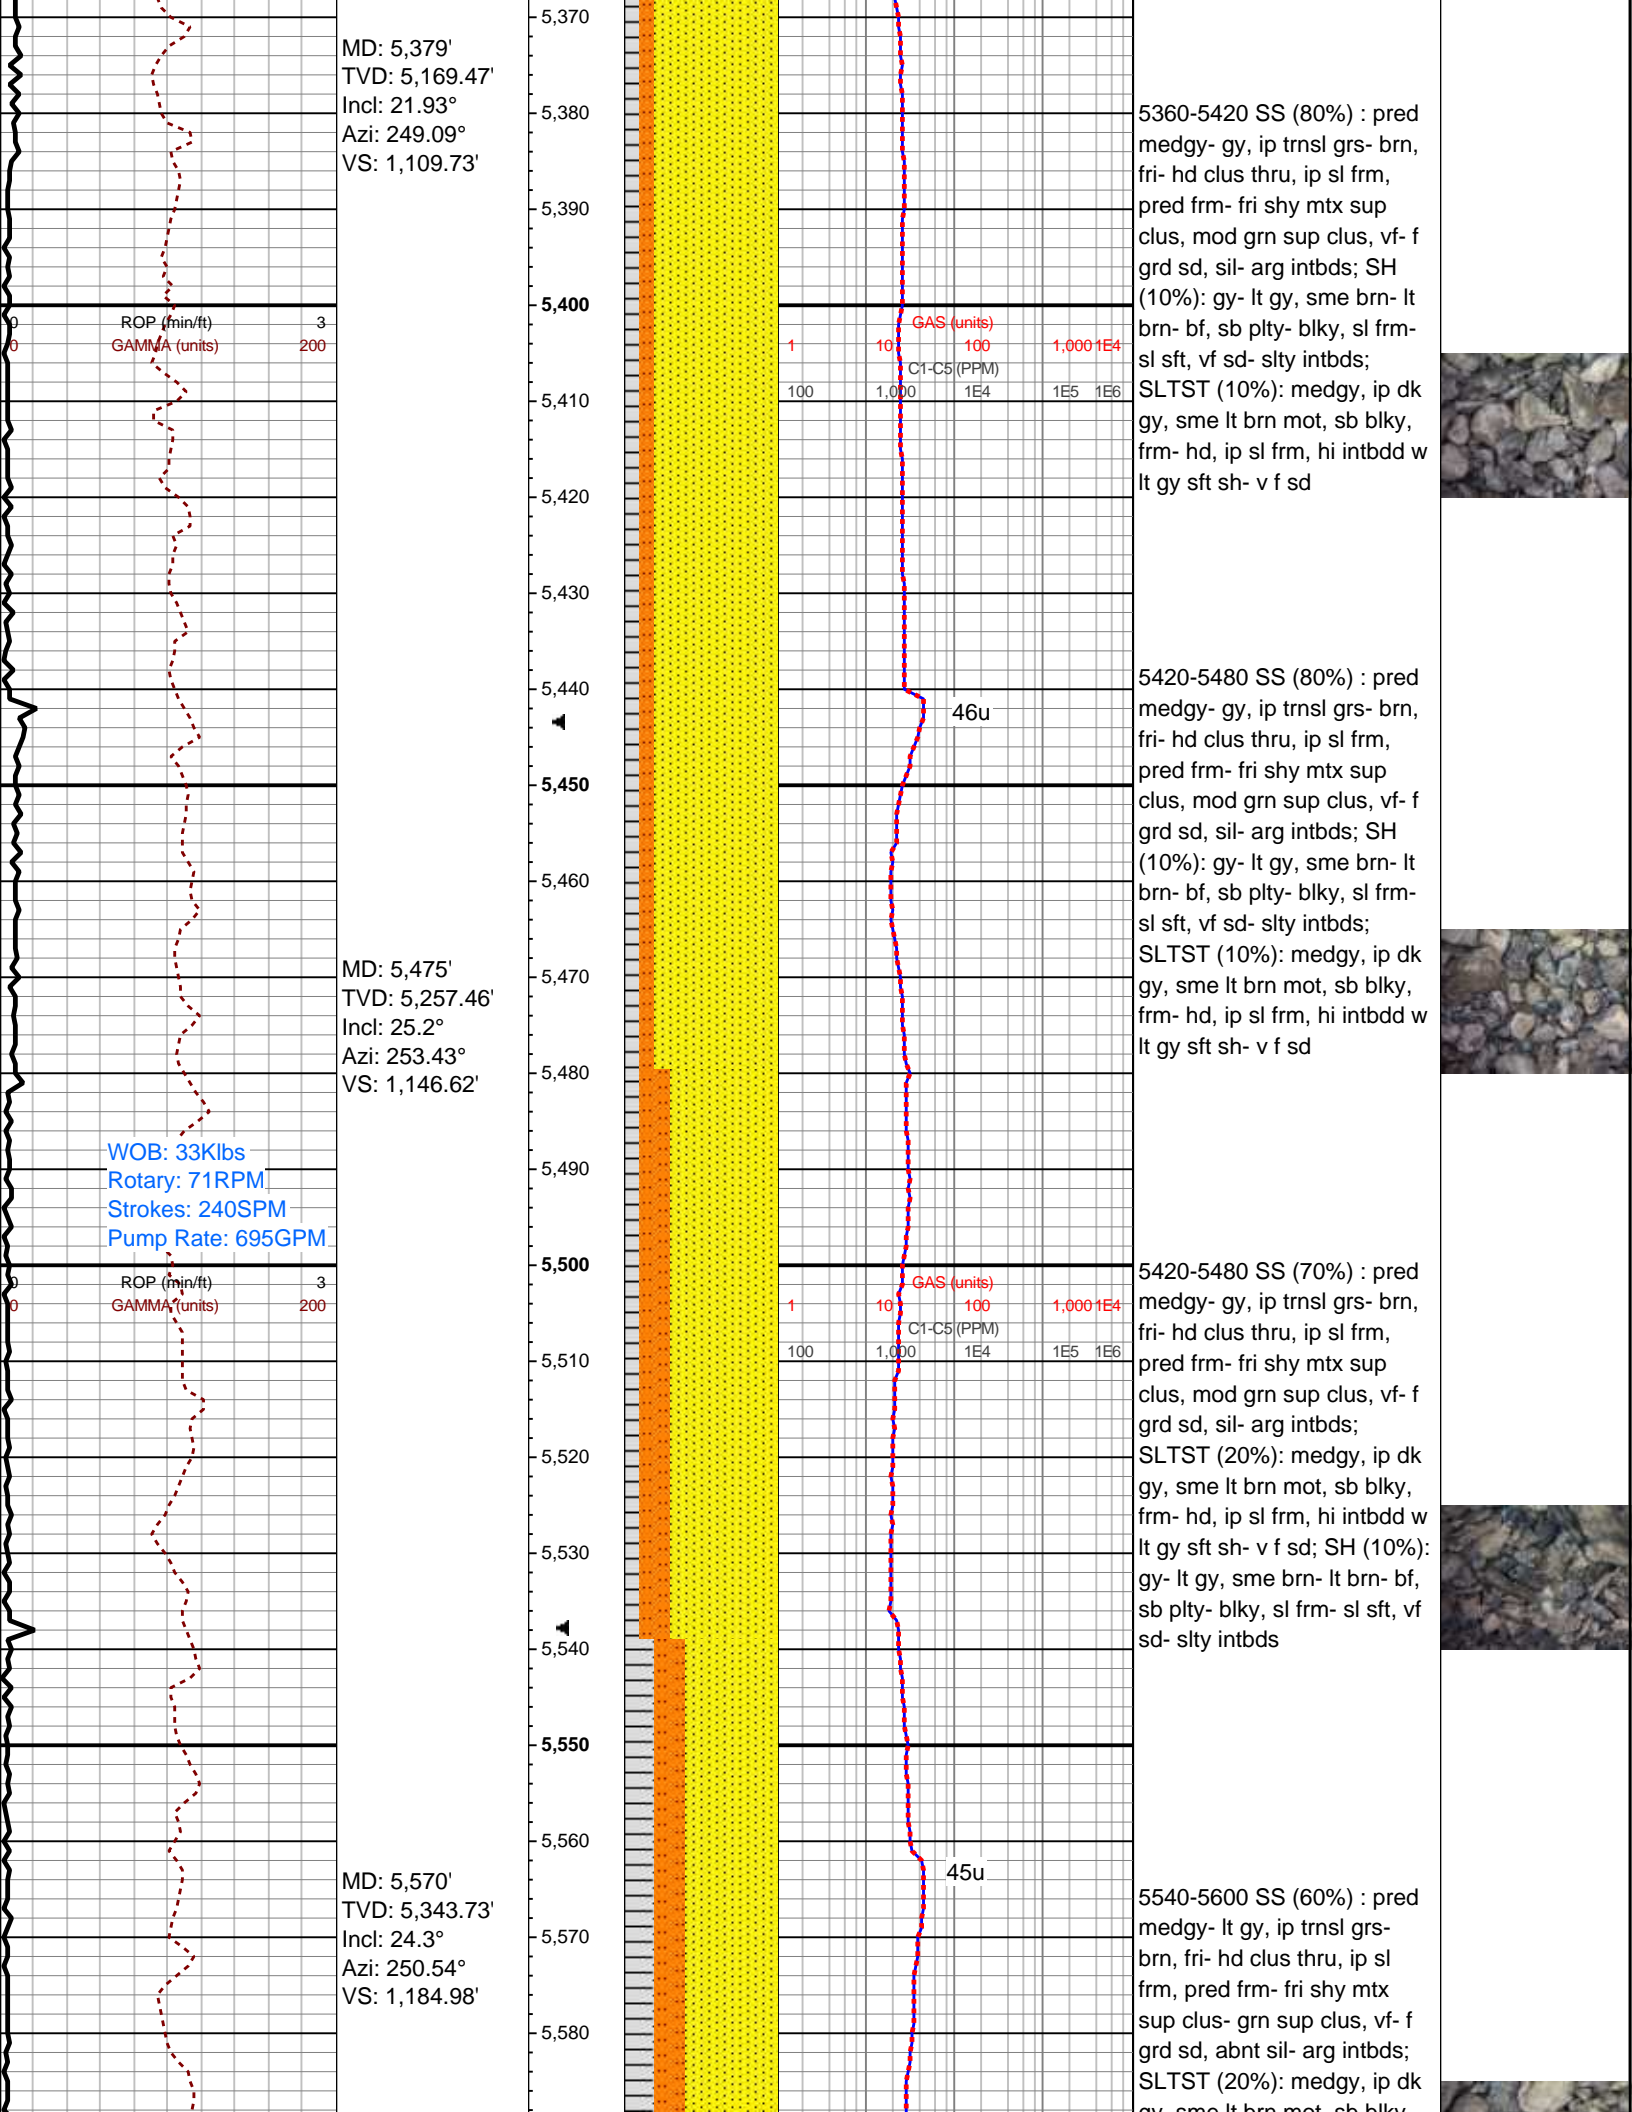 MD: 5,379'
TVD: 5,169.47'
Incl: 21.93°
Azi: 249.09°
VS: 1,109.73'
0 ROP (min/ft) 3
0 GAMMA (units) 200
MD: 5,475'
TVD: 5,257.46'
Incl: 25.2°
Azi: 253.43°
VS: 1,146.62'
WOB: 33Klbs
Rotary: 71RPM
Strokes: 240SPM
Pump Rate: 695GPM
0 ROP (min/ft) 3
0 GAMMA (units) 200
MD: 5,570'
TVD: 5,343.73'
Incl: 24.3°
Azi: 250.54°
VS: 1,184.98'
5,370
5,380
5,390
5,400
5,410
5,420
5,430
5,440
5,450
5,460
5,470
5,480
5,490
5,500
5,510
5,520
5,530
5,540
5,550
5,560
5,570
5,580
GAS (units)
1 10 100 1,000 1E4
C1-C5 (PPM)
100 1,000 1E4 1E5 1E6
46u
GAS (units)
1 10 100 1,000 1E4
C1-C5 (PPM)
100 1,000 1E4 1E5 1E6
45u
5360-5420 SS (80%) : pred
medgy- gy, ip trnsl grs- brn,
fri- hd clus thru, ip sl frm,
pred frm- fri shy mtx sup
clus, mod grn sup clus, vf- f
grd sd, sil- arg intbds; SH
(10%): gy- lt gy, sme brn- lt
brn- bf, sb plty- blky, sl frm-
sl sft, vf sd- slty intbds;
SLTST (10%): medgy, ip dk
gy, sme lt brn mot, sb blky,
frm- hd, ip sl frm, hi intbdd w
lt gy sft sh- v f sd
5420-5480 SS (80%) : pred
medgy- gy, ip trnsl grs- brn,
fri- hd clus thru, ip sl frm,
pred frm- fri shy mtx sup
clus, mod grn sup clus, vf- f
grd sd, sil- arg intbds; SH
(10%): gy- lt gy, sme brn- lt
brn- bf, sb plty- blky, sl frm-
sl sft, vf sd- slty intbds;
SLTST (10%): medgy, ip dk
gy, sme lt brn mot, sb blky,
frm- hd, ip sl frm, hi intbdd w
lt gy sft sh- v f sd
5420-5480 SS (70%) : pred
medgy- gy, ip trnsl grs- brn,
fri- hd clus thru, ip sl frm,
pred frm- fri shy mtx sup
clus, mod grn sup clus, vf- f
grd sd, sil- arg intbds;
SLTST (20%): medgy, ip dk
gy, sme lt brn mot, sb blky,
frm- hd, ip sl frm, hi intbdd w
lt gy sft sh- v f sd; SH (10%):
gy- lt gy, sme brn- lt brn- bf,
sb plty- blky, sl frm- sl sft, vf
sd- slty intbds
5540-5600 SS (60%) : pred
medgy- lt gy, ip trnsl grs-
brn, fri- hd clus thru, ip sl
frm, pred frm- fri shy mtx
sup clus- grn sup clus, vf- f
grd sd, abnt sil- arg intbds;
SLTST (20%): medgy, ip dk
gy, sme lt brn mot, sb blky,